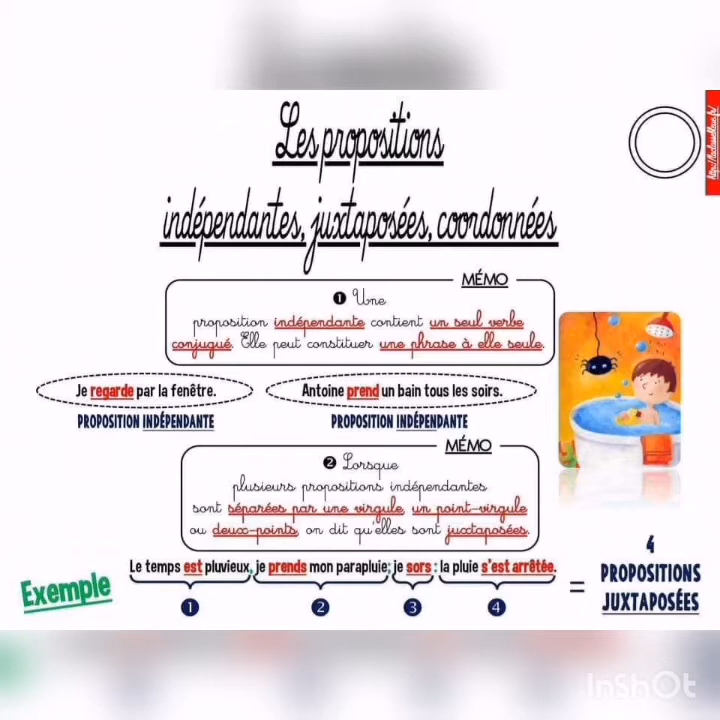 Les propositions
indépendantes, juxtaposées, coordonnées
MÉMO
❶ Une
proposition indépendante contient un seul verbe
conjugué. Elle peut constituer une phrase à elle seule.
Je regarde par la fenêtre.
PROPOSITION INDÉPENDANTE
Antoine prend un bain tous les soirs.
PROPOSITION INDÉPENDANTE
MÉMO
❷ Lorsque
plusieurs propositions indépendantes
sont séparées par une virgule, un point-virgule
ou deux-points, on dit qu'elles sont juxtaposées.
Exemple
Le temps est pluvieux, je prends mon parapluie; je sors : la pluie s'est arrêtée.
❶ ❷ ❸ ❹
=
4
PROPOSITIONS
JUXTAPOSÉES
InShOt